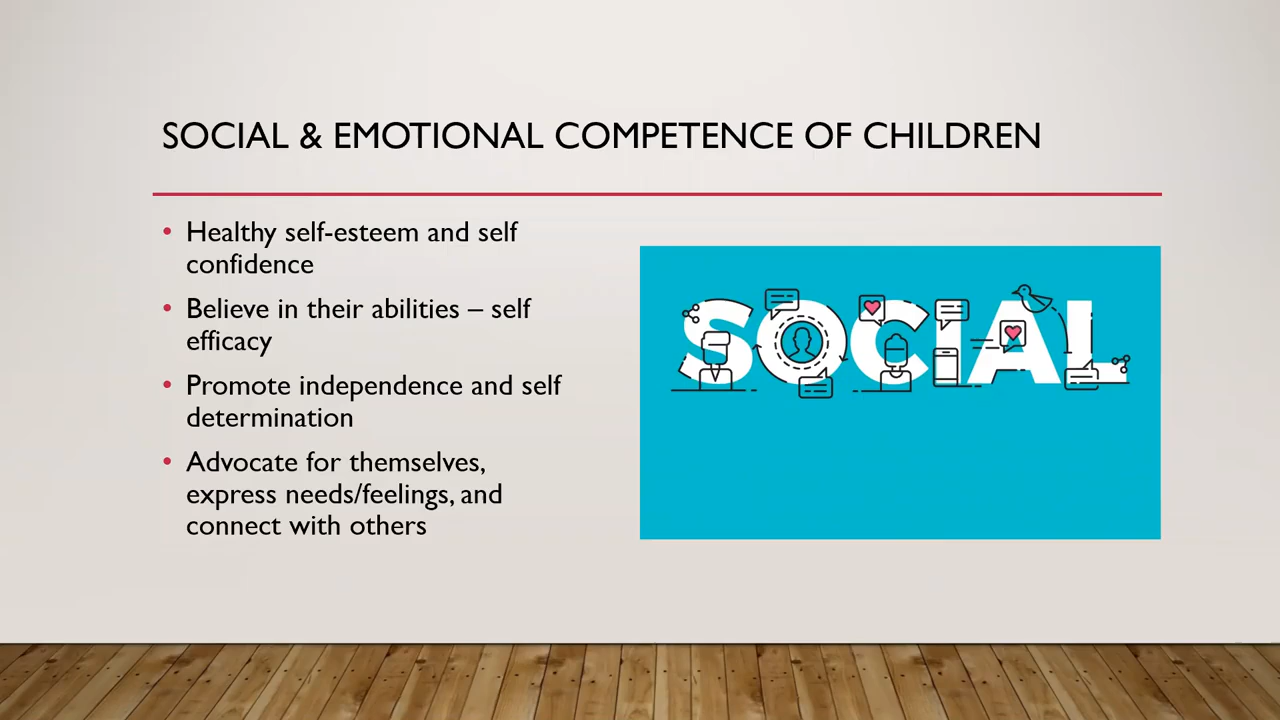 SOCIAL & EMOTIONAL COMPETENCE OF CHILDREN
• Healthy self-esteem and self
confidence
• Believe in their abilities – self
efficacy
• Promote independence and self
determination
• Advocate for themselves,
express needs/feelings, and
connect with others
SOCIAL